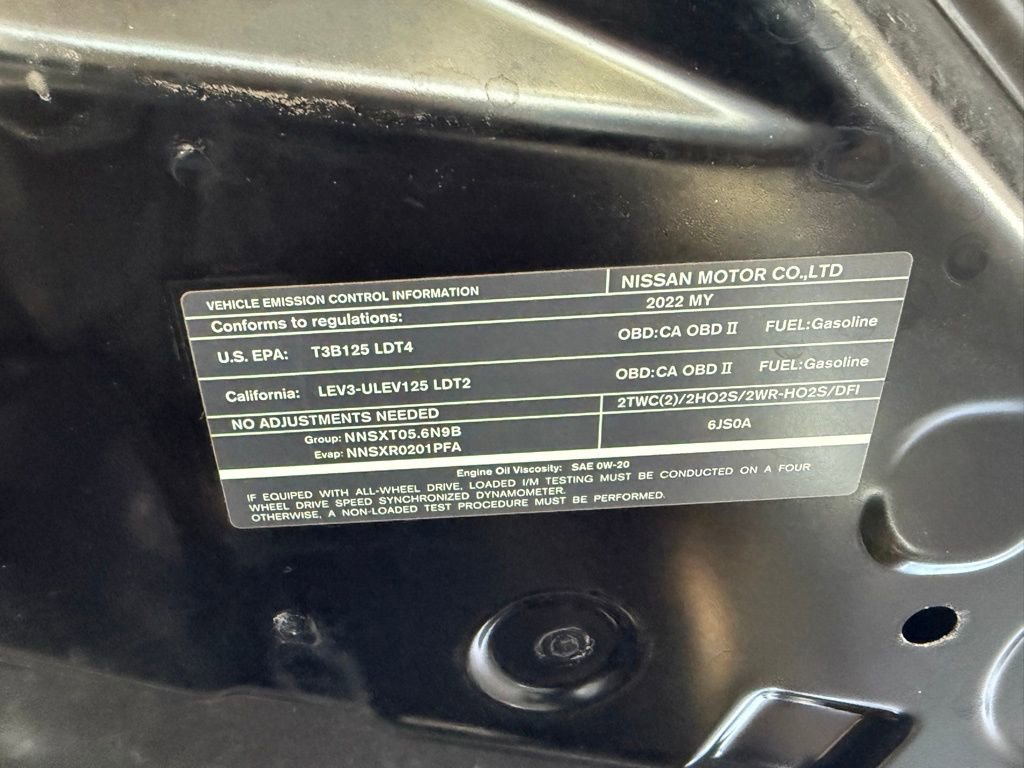 VEHICLE EMISSION CONTROL INFORMATION
NISSAN MOTOR CO.,LTD
Conforms to regulations:
2022 MY
U.S. EPA: T3B125 LDT4 OBD:CA OBD II FUEL:Gasoline
California: LEV3-ULEV125 LDT2 OBD:CA OBD II FUEL:Gasoline
NO ADJUSTMENTS NEEDED
2TWC(2)/2HO2S/2WR-HO2S/DFI
Group: NNSXT05.6N9B
Evap: NNSXR0201PFA
6JS0A
Engine Oil Viscosity: SAE 0W-20
IF EQUIPED WITH ALL-WHEEL DRIVE, LOADED I/M TESTING MUST BE CONDUCTED ON A FOUR
WHEEL DRIVE SPEED SYNCHRONIZED DYNAMOMETER.
OTHERWISE, A NON-LOADED TEST PROCEDURE MUST BE PERFORMED.